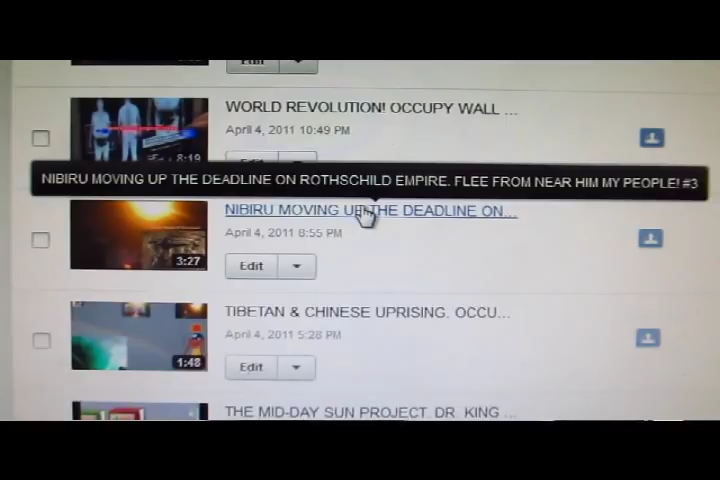 Edit
WORLD REVOLUTION! OCCUPY WALL ...
April 4, 2011 10:49 PM
8:19
NIBIRU MOVING UP THE DEADLINE ON ROTHSCHILD EMPIRE. FLEE FROM NEAR HIM MY PEOPLE! #3
NIBIRU MOVING UP THE DEADLINE ON...
April 4, 2011 8:55 PM
3:27
Edit
TIBETAN & CHINESE UPRISING. OCCU...
April 4, 2011 5:28 PM
1:48
Edit
THE MID-DAY SUN PROJECT. DR. KING ...